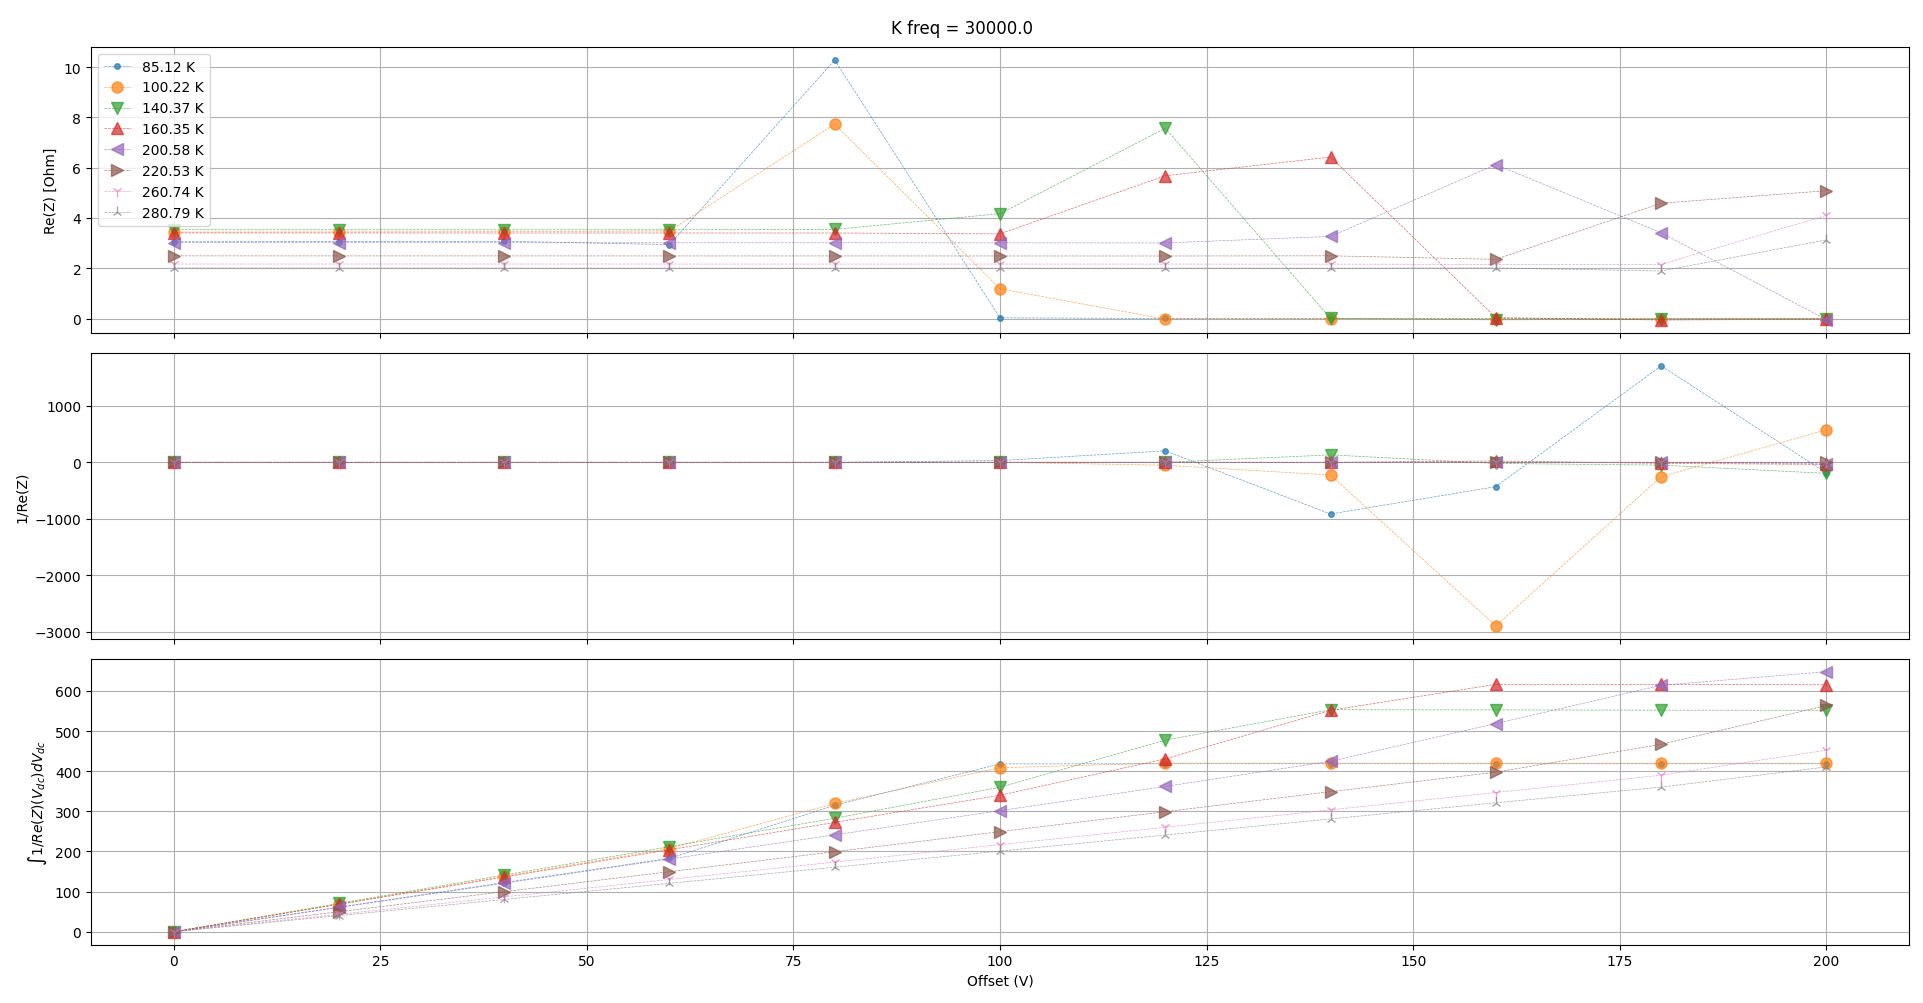 K freq = 30000.0
Re(Z) [Ohm]
10
8
6
4
2
0
85.12 K
100.22 K
140.37 K
160.35 K
200.58 K
220.53 K
260.74 K
280.79 K
1/Re(Z)
1000
0
−1000
−2000
−3000
∫1/Re(Z)(V_dc)dV_dc
600
500
400
300
200
100
0
0 25 50 75 100 125 150 175 200
Offset (V)